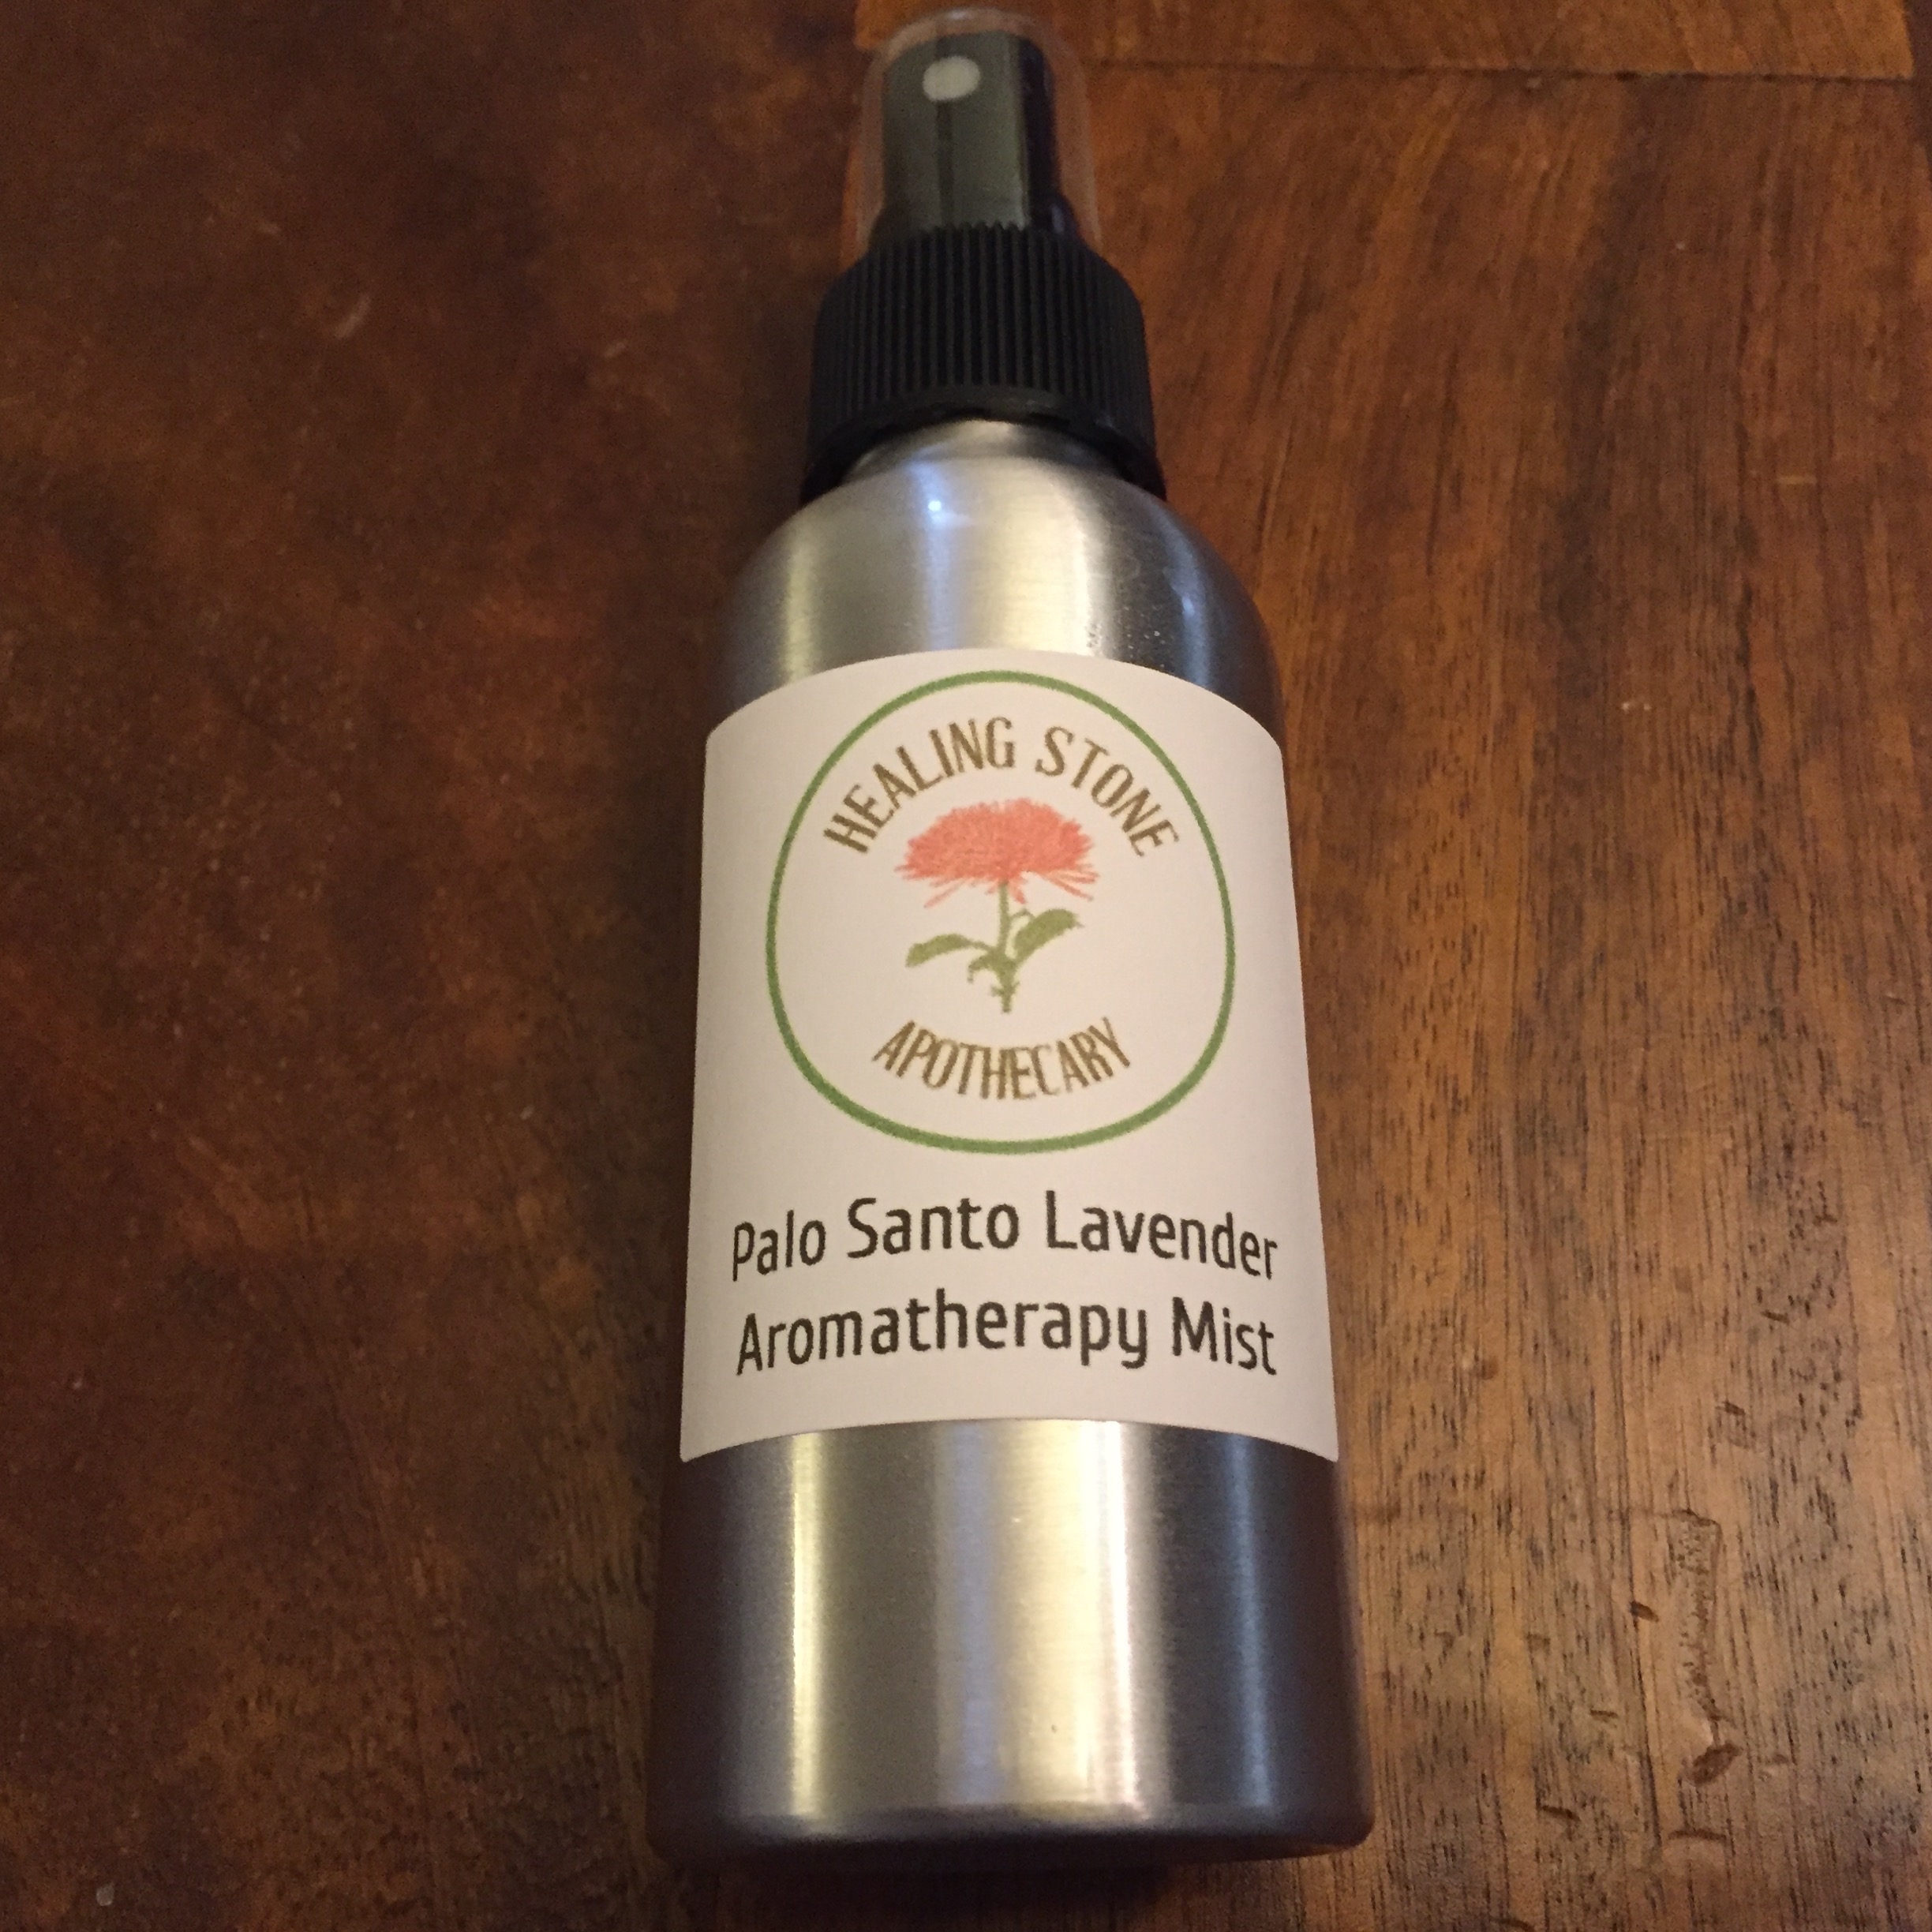 HEALING STONE
APOTHECARY
Palo Santo Lavender
Aromatherapy Mist